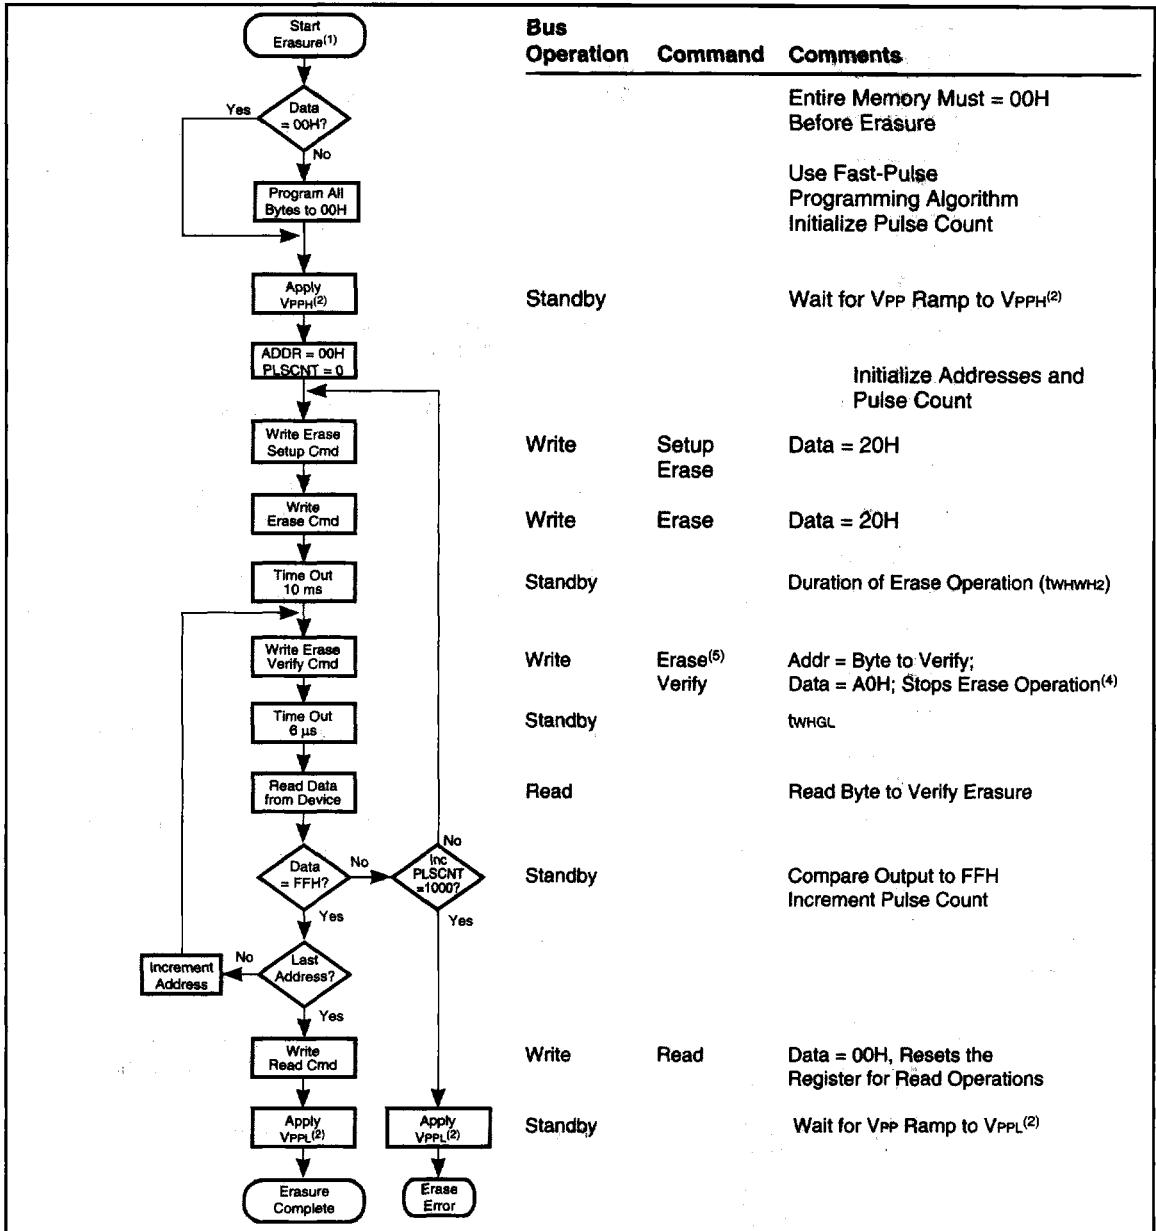 Start
Erasure(1)
Yes
Data
= 00H?
No
Program All
Bytes to 00H
Apply
VPPH(2)
ADDR = 00H
PLSCNT = 0
Write Erase
Setup Cmd
Write
Erase Cmd
Time Out
10 ms
Write Erase
Verify Cmd
Time Out
6 µs
Read Data
from Device
Data
= FFH?
No
Yes
No
Inc
PLSCNT
=1000?
Yes
Last
Address?
No
Increment
Address
Yes
Write
Read Cmd
Apply
VPPL(2)
Erasure
Complete
Apply
VPPL(2)
Erase
Error
Bus
Operation Command Comments
Entire Memory Must = 00H
Before Erasure
Use Fast-Pulse
Programming Algorithm
Initialize Pulse Count
Standby Wait for VPP Ramp to VPPH(2)
Initialize Addresses and
Pulse Count
Write Setup Data = 20H
Erase
Write Erase Data = 20H
Standby Duration of Erase Operation (tWHWH2)
Write Erase(5) Addr = Byte to Verify;
Verify Data = A0H; Stops Erase Operation(4)
Standby tWHGL
Read Read Byte to Verify Erasure
Standby Compare Output to FFH
Increment Pulse Count
Write Read Data = 00H, Resets the
Register for Read Operations
Standby Wait for VPP Ramp to VPPL(2)